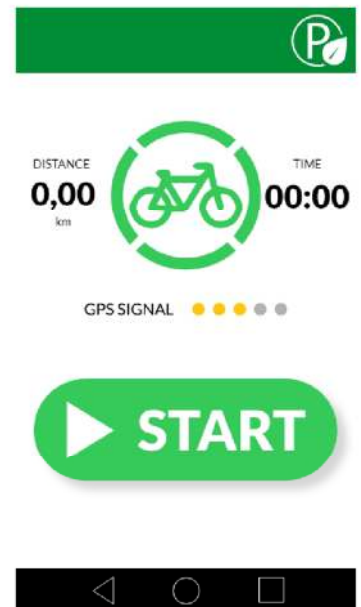 P
DISTANCE
0,00
km
TIME
00:00
GPS SIGNAL
START